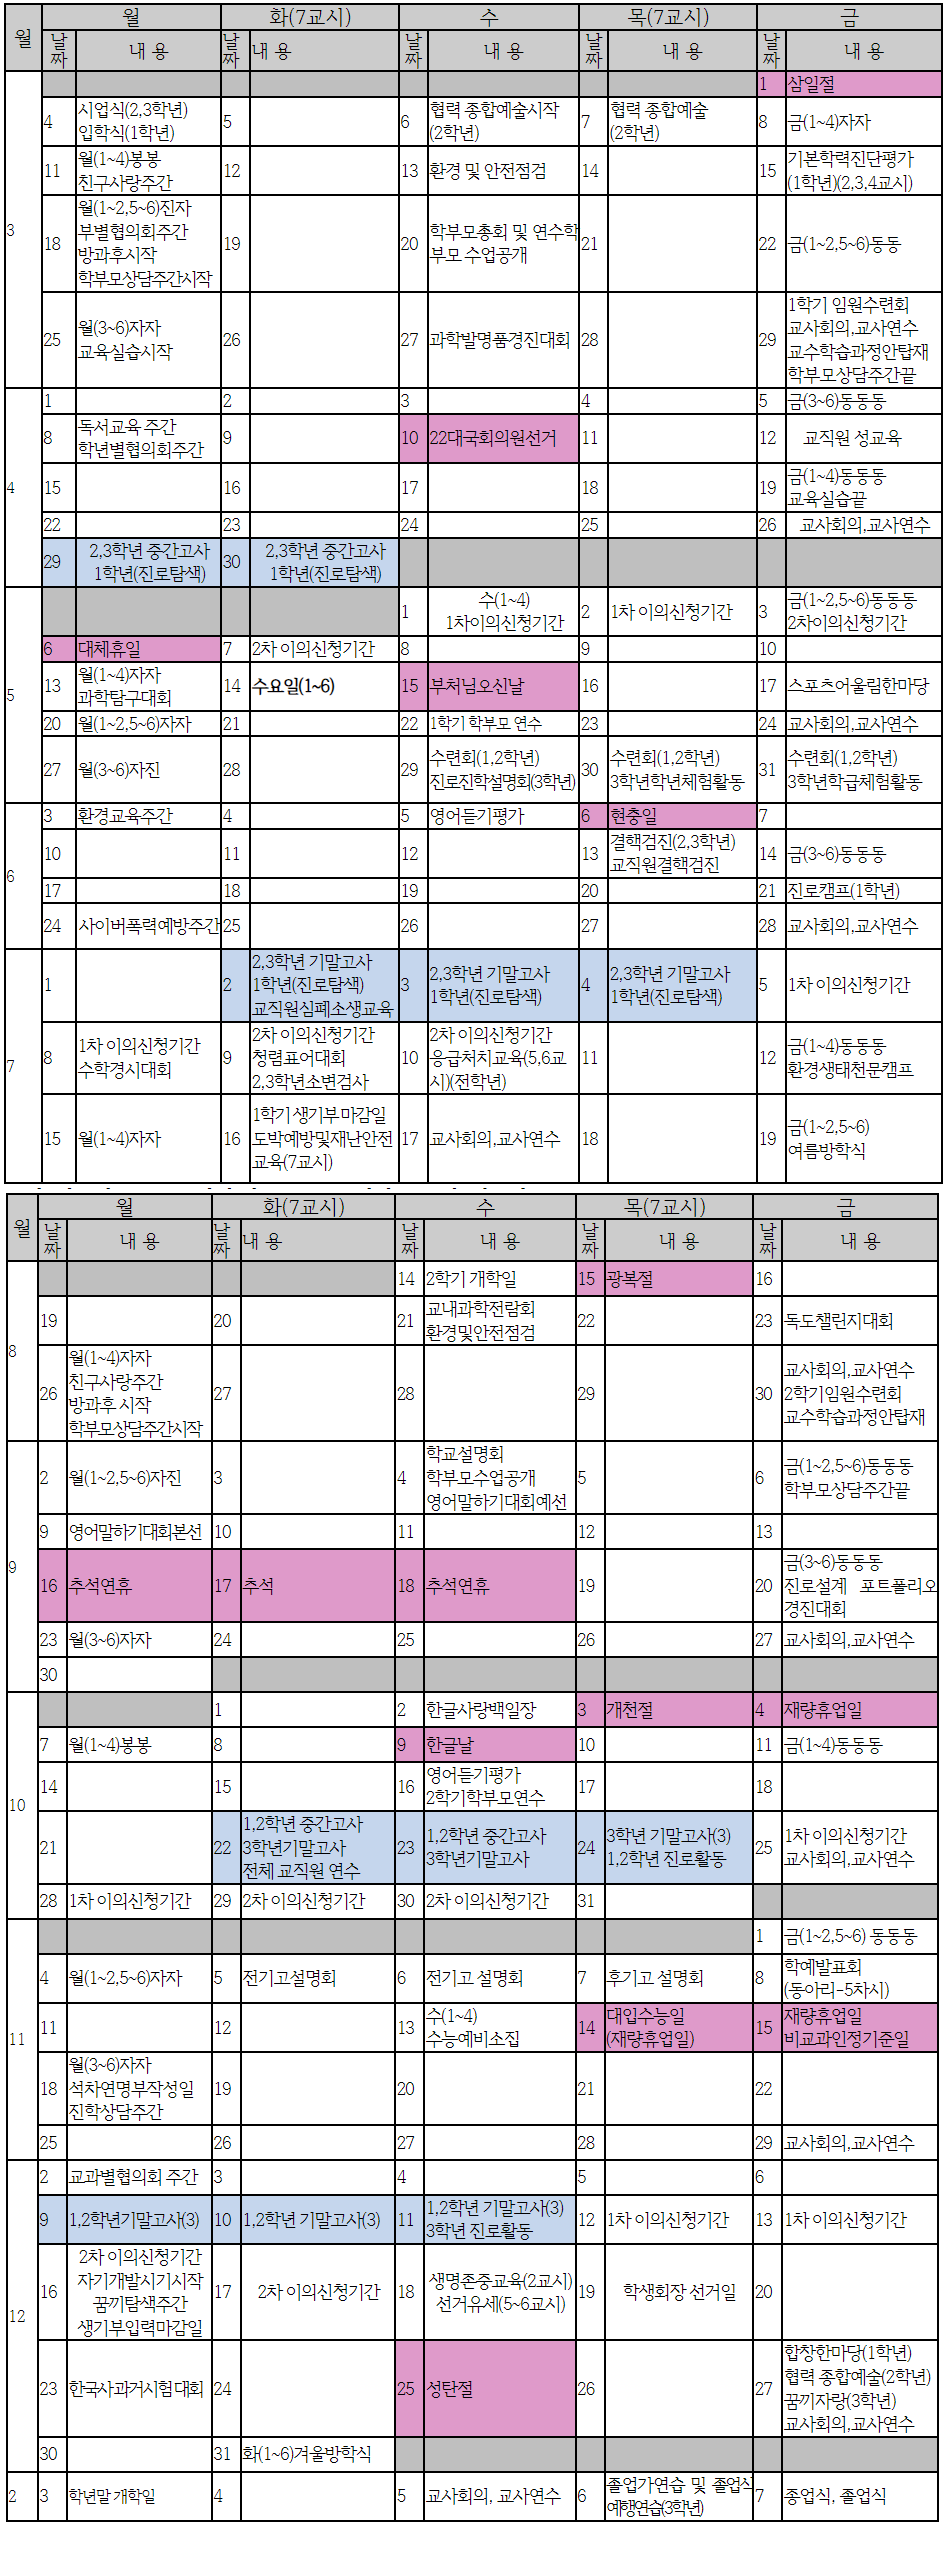 월 월 화(7교시) 수 목(7교시) 금
날짜 내 용 날짜 내 용 날짜 내 용 날짜 내 용 날짜 내 용
3
1 삼일절
4 시업식(2,3학년)
입학식(1학년)
5
6 협력 종합예술시작
(2학년)
7 협력 종합예술
(2학년)
8 금(1~4)자자
11 월(1~4)봉봉
친구사랑주간
12
13 환경 및 안전점검
14
15 기본학력진단평가
(1학년)(2,3,4교시)
18 월(1~2,5~6)진자
부별협의회주간
방과후시작
학부모상담주간시작
19
20 학부모총회 및 연수학
부모 수업공개
21
22 금(1~2,5~6)동동
25 월(3~6)자자
교육실습시작
26
27 과학발명품경진대회
28
29 1학기 임원수련회
교사회의,교사연수
교수학습과정안탑재
학부모상담주간끝
4
1
2
3
4
5 금(3~6)동동동
8 독서교육 주간
학년별협의회주간
9
10 22대국회의원선거
11
12 교직원 성교육
15
16
17
18
19 금(1~4)동동동
교육실습끝
22
23
24
25
26 교사회의,교사연수
29 2,3학년 중간고사
1학년(진로탐색)
30 2,3학년 중간고사
1학년(진로탐색)
5
1 수(1~4)
1차이의신청기간
2 1차 이의신청기간
3 금(1~2,5~6)동동동
2차이의신청기간
6 대체휴일
7 2차 이의신청기간
8
9
10
13 월(1~4)자자
과학탐구대회
14 수요일(1~6)
15 부처님오신날
16
17 스포츠어울림한마당
20 월(1~2,5~6)자자
21
22 1학기 학부모 연수
23
24 교사회의,교사연수
27 월(3~6)자진
28
29 수련회(1,2학년)
진로진학설명회(3학년)
30 수련회(1,2학년)
3학년학년체험활동
31 수련회(1,2학년)
3학년학급체험활동
6
3 환경교육주간
4
5 영어듣기평가
6 현충일
7
10
11
12
13 결핵검진(2,3학년)
교직원결핵검진
14 금(3~6)동동동
17
18
19
20
21 진로캠프(1학년)
24 사이버폭력예방주간
25
26
27
28 교사회의,교사연수
7
1
2 2,3학년 기말고사
1학년(진로탐색)
교직원심폐소생교육
3 2,3학년 기말고사
1학년(진로탐색)
4 2,3학년 기말고사
1학년(진로탐색)
5 1차 이의신청기간
8 1차 이의신청기간
수학경시대회
9 2차 이의신청기간
청렴표어대회
2,3학년소변검사
10 2차 이의신청기간
응급처치교육(5,6교
시)(전학년)
11
12 금(1~4)동동동
환경생태천문캠프
15 월(1~4)자자
16 1학기 생기부 마감일
도박예방및재난안전
교육(7교시)
17 교사회의,교사연수
18
19 금(1~2,5~6)
여름방학식
월 월 화(7교시) 수 목(7교시) 금
날짜 내 용 날짜 내 용 날짜 내 용 날짜 내 용 날짜 내 용
8
14 2학기 개학일
15 광복절
16
19
20
21 교내과학전람회
환경및안전점검
22
23 독도챌린지대회
26 월(1~4)자자
친구사랑주간
방과후 시작
학부모상담주간시작
27
28
29
30 교사회의,교사연수
2학기임원수련회
교수학습과정안탑재
9
2 월(1~2,5~6)자진
3
4 학교설명회
학부모수업공개
영어말하기대회예선
5
6 금(1~2,5~6)동동동
학부모상담주간끝
9 영어말하기대회본선
10
11
12
13
16 추석연휴
17 추석
18 추석연휴
19
20 금(3~6)동동동
진로설계 포트폴리오
경진대회
23 월(3~6)자자
24
25
26
27 교사회의,교사연수
30
10
1
2 한글사랑백일장
3 개천절
4 재량휴업일
7 월(1~4)봉봉
8
9 한글날
10
11 금(1~4)동동동
14
15
16 영어듣기평가
2학기학부모연수
17
18
21
22 1,2학년 중간고사
3학년기말고사
전체 교직원 연수
23 1,2학년 중간고사
3학년기말고사
24 3학년 기말고사(3)
1,2학년 진로활동
25 1차 이의신청기간
교사회의,교사연수
28 1차 이의신청기간
29 2차 이의신청기간
30 2차 이의신청기간
31
11
1 금(1~2,5~6) 동동동
4 월(1~2,5~6)자자
5 전기고설명회
6 전기고 설명회
7 후기고 설명회
8 학예발표회
(동아리-5차시)
11
12
13 수(1~4)
수능예비소집
14 대입수능일
(재량휴업일)
15 재량휴업일
비교과인정기준일
18 월(3~6)자자
석차연명부작성일
진학상담주간
19
20
21
22
25
26
27
28
29 교사회의,교사연수
12
2 교과별협의회 주간
3
4
5
6
9 1,2학년기말고사(3)
10 1,2학년 기말고사(3)
11 1,2학년 기말고사(3)
3학년 진로활동
12 1차 이의신청기간
13 1차 이의신청기간
16 2차 이의신청기간
자기개발시기시작
꿈끼탐색주간
생기부입력마감일
17 2차 이의신청기간
18 생명존중교육(2교시)
선거유세(5~6교시)
19 학생회장 선거일
20
23 한국사과거시험대회
24
25 성탄절
26
27 합창한마당(1학년)
협력 종합예술(2학년)
꿈끼자랑(3학년)
교사회의,교사연수
30
31 화(1~6)겨울방학식
2
3 학년말 개학일
4
5 교사회의, 교사연수
6 졸업가연습 및 졸업식
예행연습(3학년)
7 종업식, 졸업식